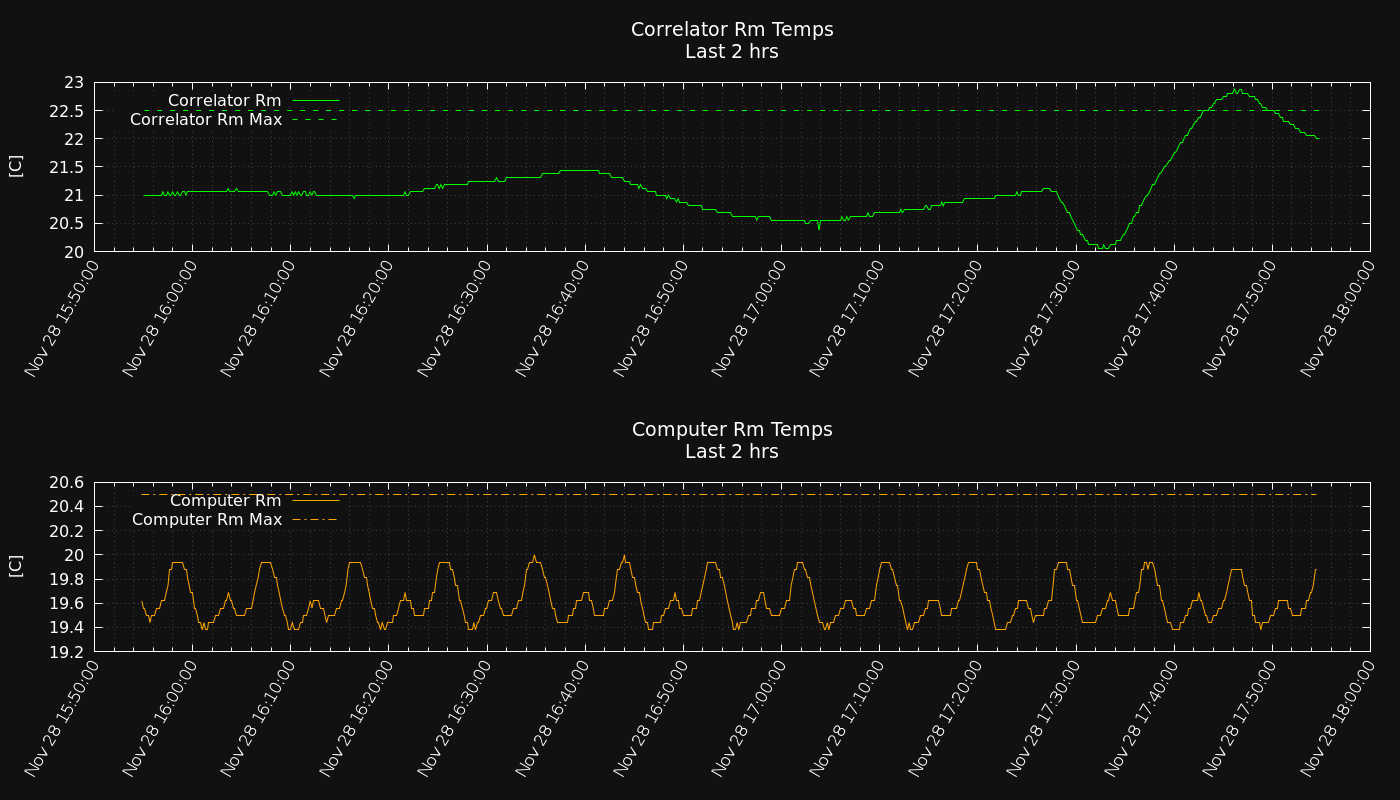 Correlator Rm Temps
Last 2 hrs
23
22.5
22
21.5
21
20.5
20
[C]
Correlator Rm
Correlator Rm Max
Nov 28 15:50:00
Nov 28 16:00:00
Nov 28 16:10:00
Nov 28 16:20:00
Nov 28 16:30:00
Nov 28 16:40:00
Nov 28 16:50:00
Nov 28 17:00:00
Nov 28 17:10:00
Nov 28 17:20:00
Nov 28 17:30:00
Nov 28 17:40:00
Nov 28 17:50:00
Nov 28 18:00:00
Computer Rm Temps
Last 2 hrs
20.6
20.4
20.2
20
19.8
19.6
19.4
19.2
[C]
Computer Rm
Computer Rm Max
Nov 28 15:50:00
Nov 28 16:00:00
Nov 28 16:10:00
Nov 28 16:20:00
Nov 28 16:30:00
Nov 28 16:40:00
Nov 28 16:50:00
Nov 28 17:00:00
Nov 28 17:10:00
Nov 28 17:20:00
Nov 28 17:30:00
Nov 28 17:40:00
Nov 28 17:50:00
Nov 28 18:00:00